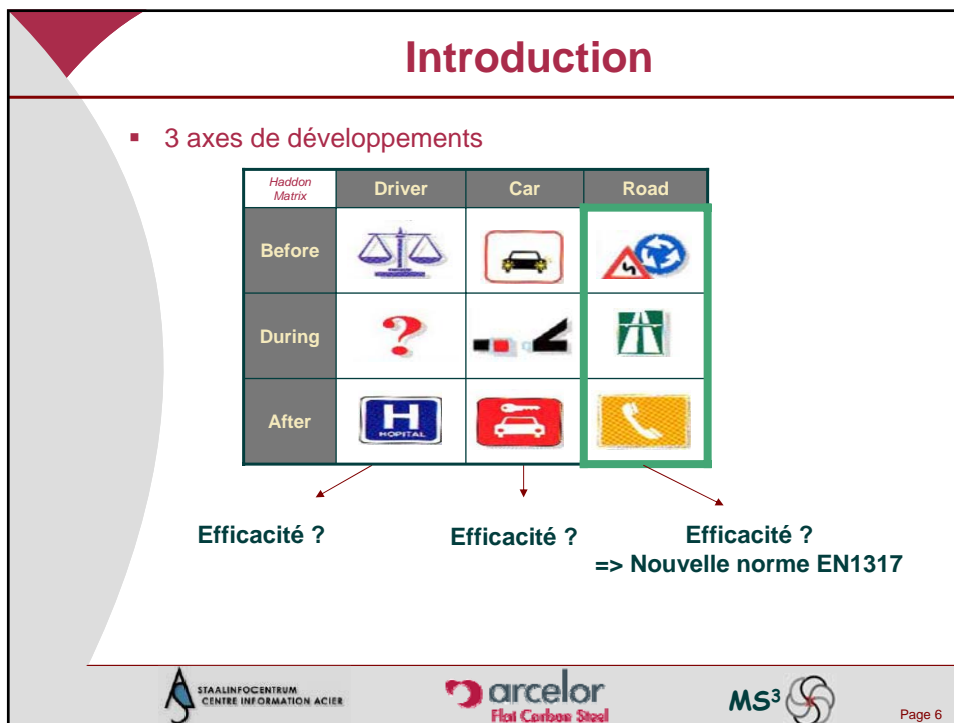 Introduction
▪ 3 axes de développements
Haddon
Matrix
Driver
Car
Road
Before
During
?
After
H
HOPITAL
Efficacité ?
Efficacité ?
Efficacité ?
=> Nouvelle norme EN1317
STAALINFOCENTRUM
CENTRE INFORMATION ACIER
arcelor
Flat Carbon Steel
MS³
Page 6